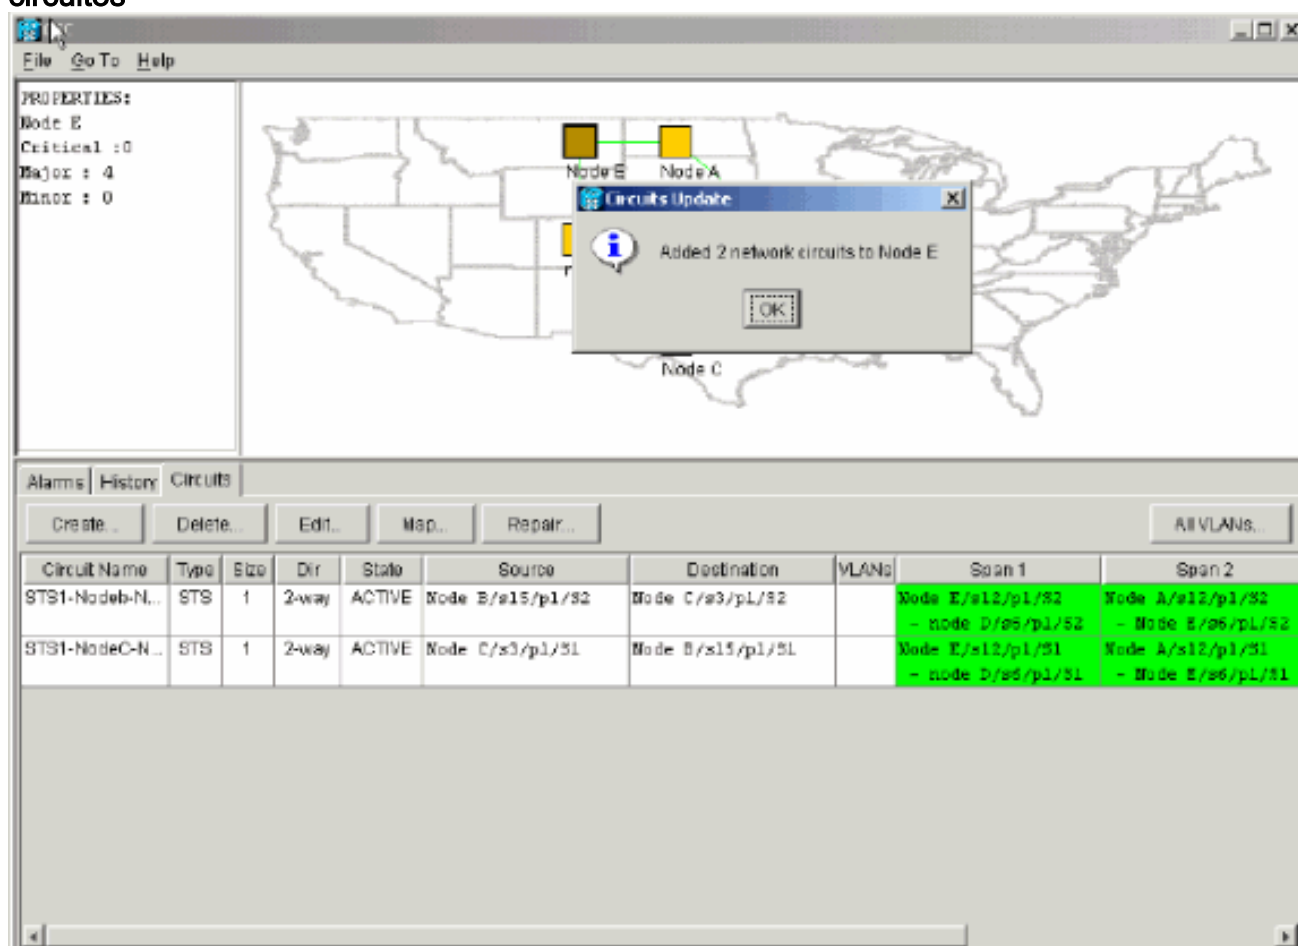 circuitos
File Go To Help
PROPERTIES:
Node E
Critical :0
Major : 4
Minor : 0
Node E Node A
Circuits Update
Added 2 network circuits to Node E
OK
Node C
Alarms History Circuits
Create... Delete... Edit... Map... Repair... All VLANs...
Circuit Name Type Size Dir State Source Destination VLANs Span 1 Span 2
STS1-Nodeb-N... STS 1 2-way ACTIVE Node B/s15/p1/S2 Node C/s3/p1/S2 Node E/s12/p1/S2 Node A/s12/p1/S2
- node D/s6/p1/S2 - Node E/s6/p1/S2
STS1-NodeC-N... STS 1 2-way ACTIVE Node C/s3/p1/S1 Node B/s15/p1/S1 Node E/s12/p1/S1 Node A/s12/p1/S1
- node D/s6/p1/S1 - Node E/s6/p1/S1